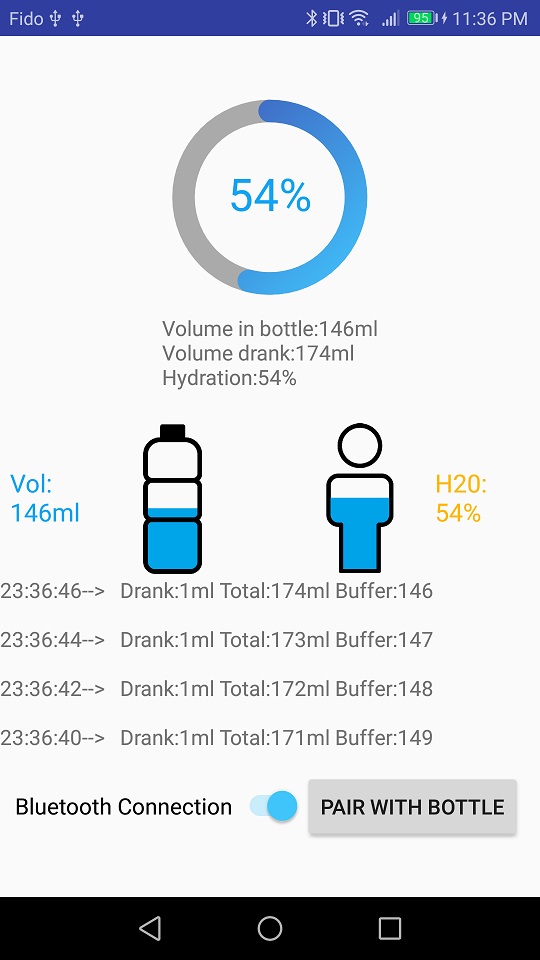 Fido 95 11:36 PM
54%
Volume in bottle:146ml
Volume drank:174ml
Hydration:54%
Vol:
146ml
H20:
54%
23:36:46--> Drank:1ml Total:174ml Buffer:146
23:36:44--> Drank:1ml Total:173ml Buffer:147
23:36:42--> Drank:1ml Total:172ml Buffer:148
23:36:40--> Drank:1ml Total:171ml Buffer:149
Bluetooth Connection PAIR WITH BOTTLE